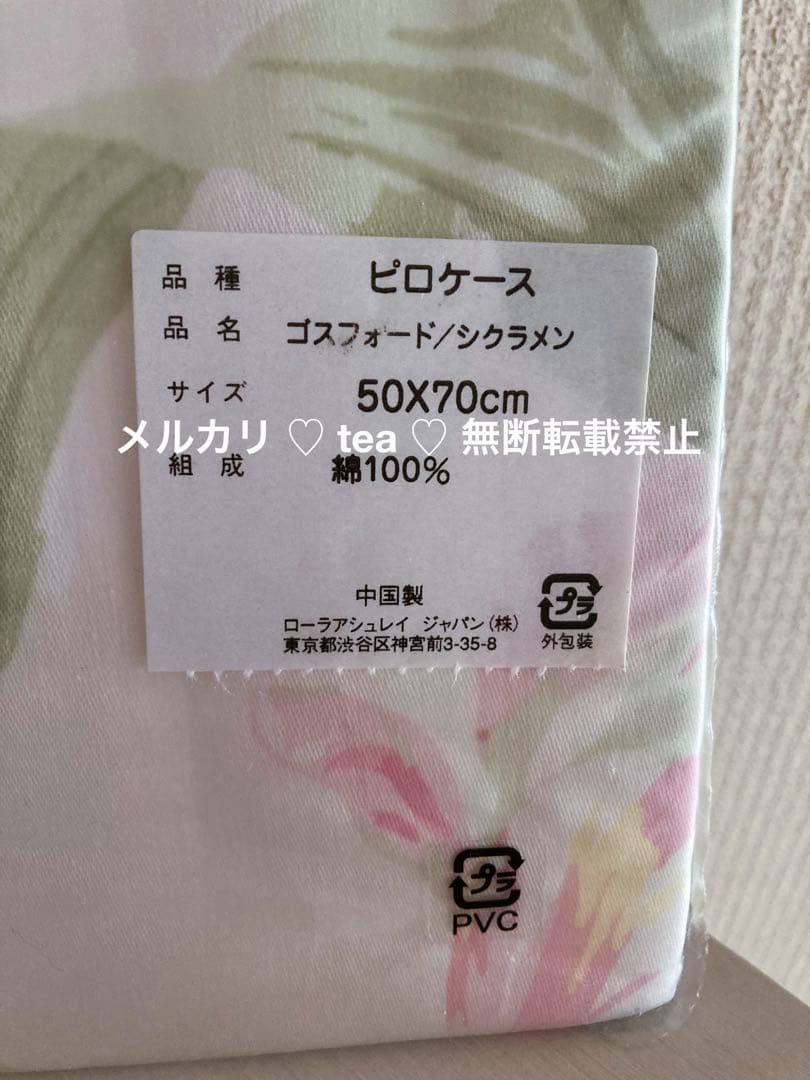 品種 ピロケース
品名 ゴスフォード/シクラメン
サイズ 50X70cm
メルカリ ♡ tea ♡ 無断転載禁止
組成 綿100%
中国製
ローラアシュレイ ジャパン(株)
東京都渋谷区神宮前3-35-8
プラ
外包装
プラ
PVC